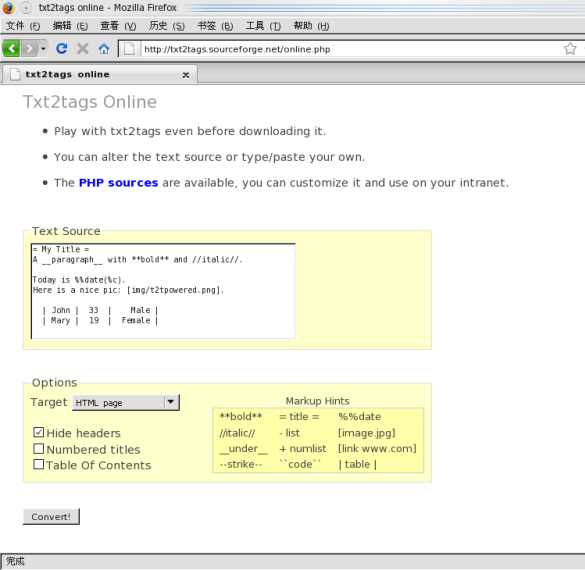 txt2tags online - Mozilla Firefox
文件 (F) 编辑 (E) 查看 (V) 历史 (S) 书签 (B) 工具 (T) 帮助 (H)
http://txt2tags.sourceforge.net/online.php
txt2tags online x
Txt2tags Online
• Play with txt2tags even before downloading it.
• You can alter the text source or type/paste your own.
• The PHP sources are available, you can customize it and use on your intranet.
Text Source
= My Title =
A __paragraph__ with **bold** and //italic//.
Today is %%date(%c).
Here is a nice pic: [img/t2tpowered.png].
| John | 33 | Male |
| Mary | 19 | Female |
Options
Target HTML page
Hide headers
Numbered titles
Table Of Contents
Markup Hints
**bold** = title = %%date
//italic// - list [image.jpg]
__under__ + numlist [link www.com]
--strike-- ``code`` | table |
Convert!
完成